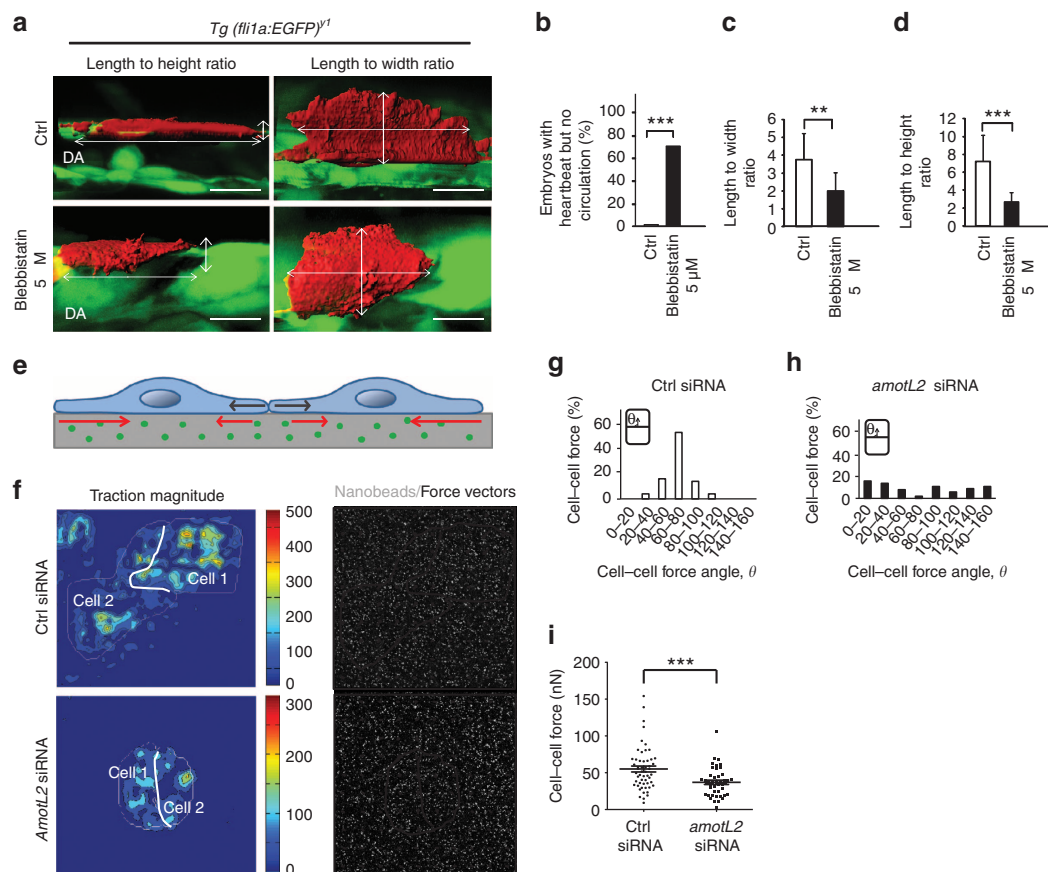 a
Tg (fli1a:EGFP)y1
Length to height ratio
Length to width ratio
Ctrl
DA
Blebbistatin
5 M
DA
b
Embryos with
heartbeat but no
circulation (%)
100
80
60
40
20
0
***
Ctrl
Blebbistatin
5 µM
c
Length to width
ratio
6
5
4
3
2
1
0
**
Ctrl
Blebbistatin
5 M
d
Length to height
ratio
12
10
8
6
4
2
0
***
Ctrl
Blebbistatin
5 M
e
f
Traction magnitude
Nanobeads/Force vectors
Ctrl siRNA
Cell 1
Cell 2
500
400
300
200
100
0
AmotL2 siRNA
Cell 1
Cell 2
300
200
100
0
g
Ctrl siRNA
Cell–cell force (%)
60
40
20
0
θ
0–20
20–40
40–60
60–80
80–100
100–120
120–140
140–160
Cell–cell force angle, θ
h
amotL2 siRNA
Cell–cell force (%)
60
40
20
0
θ
0–20
20–40
40–60
60–80
80–100
100–120
120–140
140–160
Cell–cell force angle, θ
i
Cell–cell force (nN)
200
150
100
50
0
***
Ctrl
siRNA
amotL2
siRNA